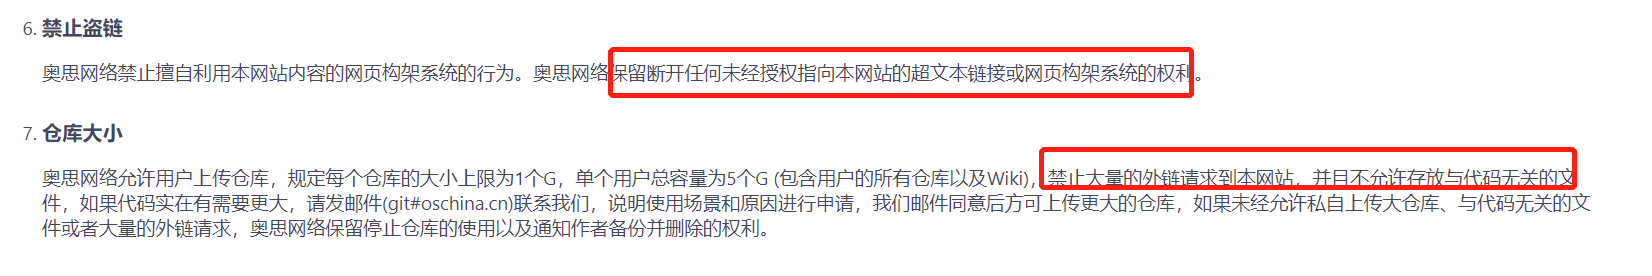 6. 禁止盗链
奥思网络禁止擅自利用本网站内容的网页构架系统的行为。奥思网络保留断开任何未经授权指向本网站的超文本链接或网页构架系统的权利。
7. 仓库大小
奥思网络允许用户上传仓库，规定每个仓库的大小上限为1个G，单个用户总容量为5个G (包含用户的所有仓库以及Wiki)，禁止大量的外链请求到本网站，并且不允许存放与代码无关的文
件，如果代码实在有需要更大，请发邮件(git#oschina.cn)联系我们，说明使用场景和原因进行申请，我们邮件同意后方可上传更大的仓库，如果未经允许私自上传大仓库、与代码无关的文
件或者大量的外链请求，奥思网络保留停止仓库的使用以及通知作者备份并删除的权利。